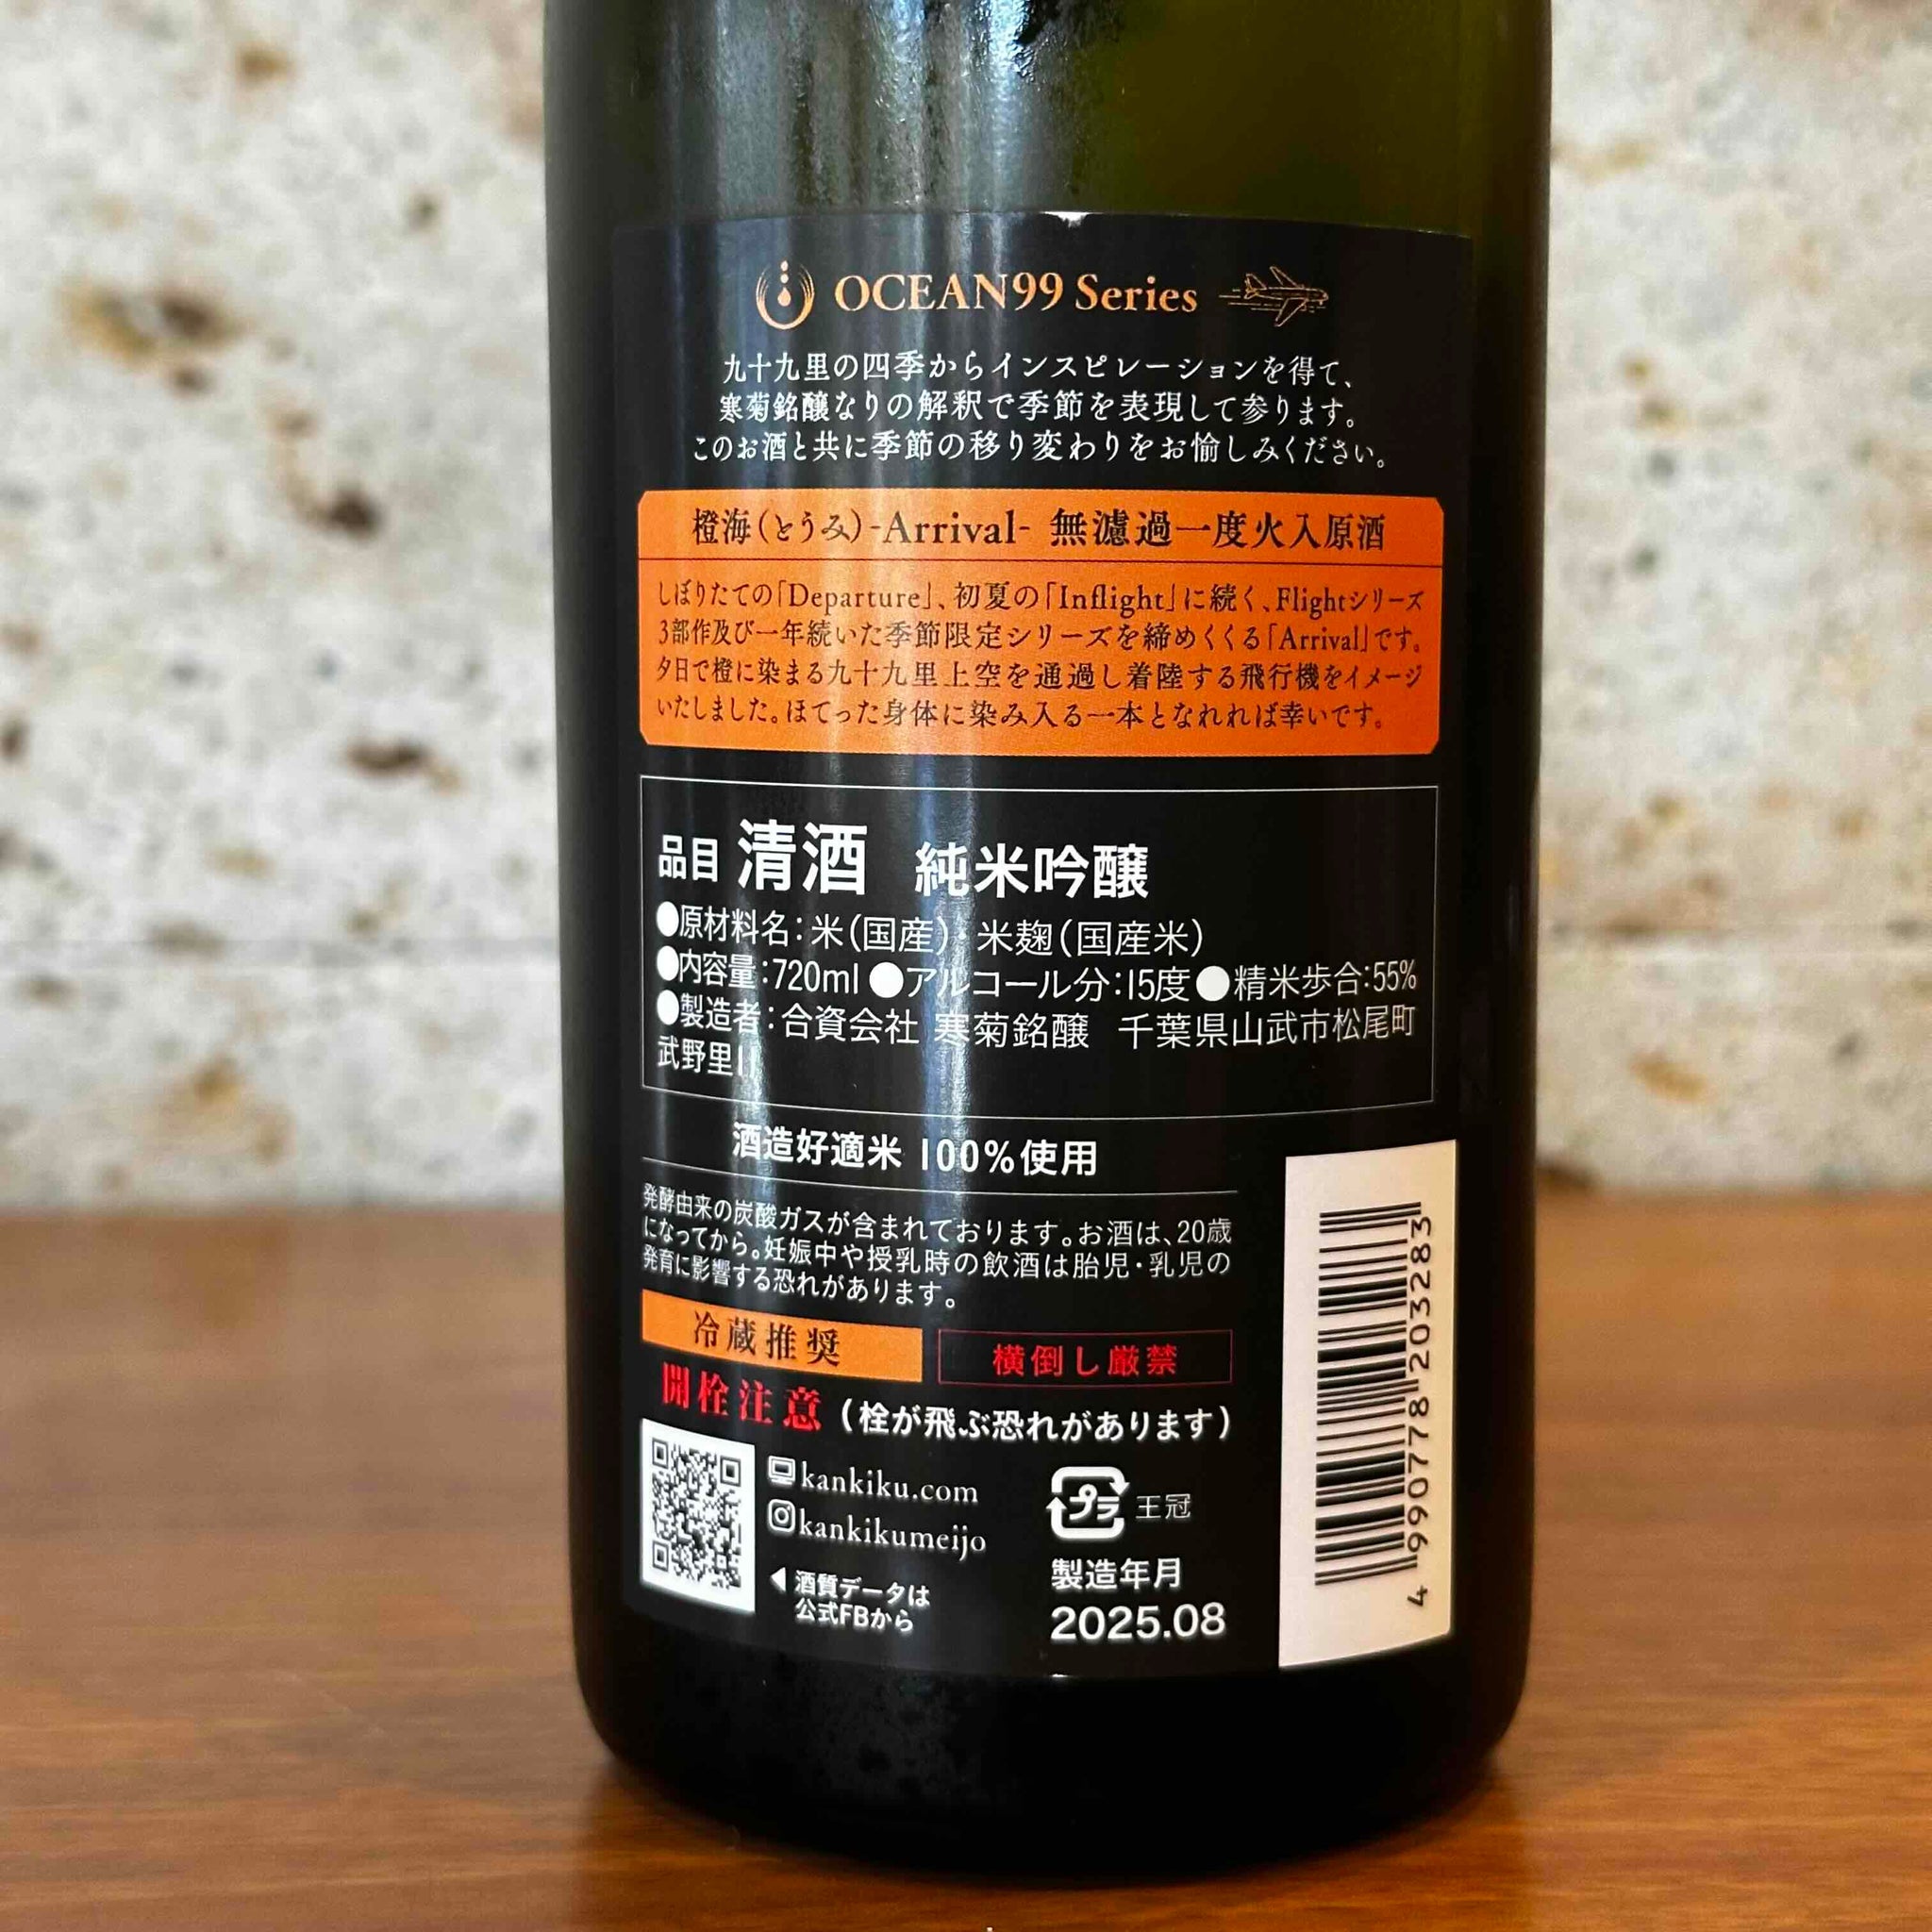 OCEAN99 Series
九十九里の四季からインスピレーションを得て、
寒菊銘醸なりの解釈で季節を表現して参ります。
このお酒と共に季節の移り変わりをお愉しみください。
橙海(とうみ)-Arrival- 無濾過一度火入原酒
しぼりたての「Departure」、初夏の「Inflight」に続く、Flightシリーズ
3部作及び一年続いた季節限定シリーズを締めくくる「Arrival」です。
夕日で橙に染まる九十九里上空を通過し着陸する飛行機をイメージ
いたしました。ほてった身体に染み入る一本となれれば幸いです。
品目 清酒 純米吟醸
●原材料名:米(国産)・米麹(国産米)
●内容量:720ml ●アルコール分:15度 ●精米歩合:55%
●製造者:合資会社 寒菊銘醸 千葉県山武市松尾町
武野里11
酒造好適米 100%使用
発酵由来の炭酸ガスが含まれております。お酒は、20歳
になってから。妊娠中や授乳時の飲酒は胎児・乳児の
発育に影響する恐れがあります。
冷蔵推奨 横倒し厳禁
開栓注意 (栓が飛ぶ恐れがあります)
kankiku.com
kankikumeijo
◀酒質データは
公式FBから
プラ 王冠
製造年月
2025.08
4 990778 203283